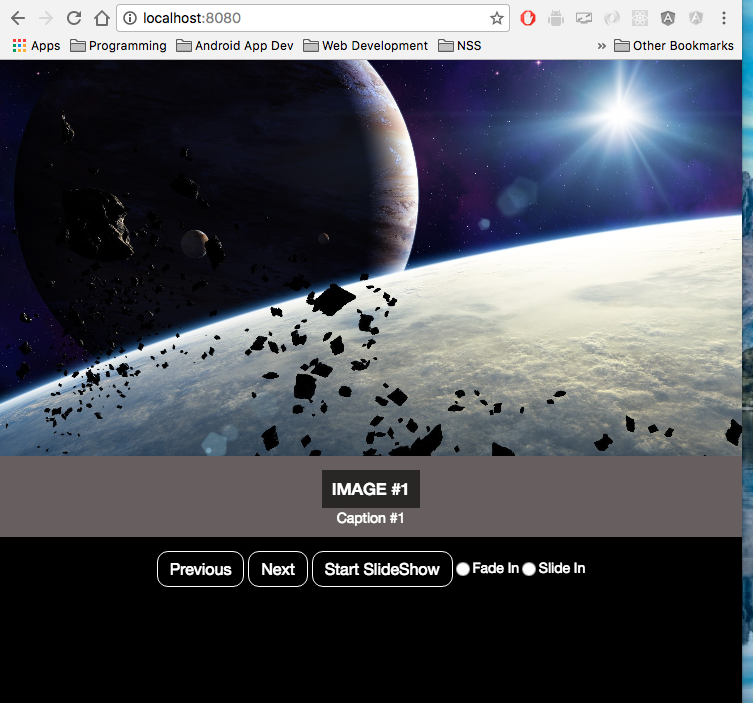 localhost:8080
Apps Programming Android App Dev Web Development NSS » Other Bookmarks
IMAGE #1
Caption #1
Previous Next Start SlideShow Fade In Slide In